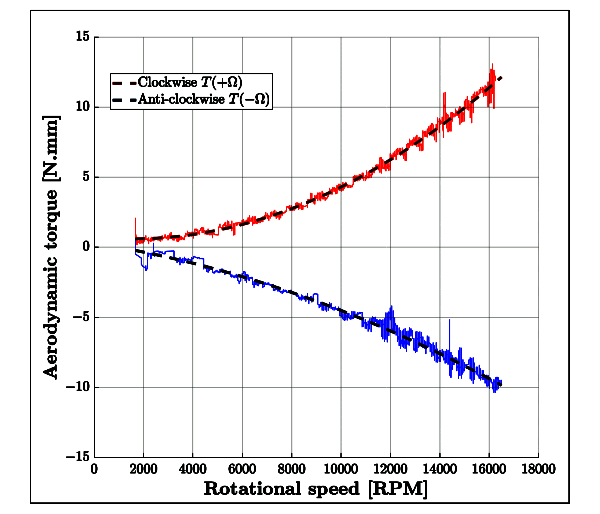 15
10
5
0
−5
−10
−15
Clockwise T(+Ω)
Anti-clockwise T(−Ω)
Aerodynamic torque [N.mm]
0 2000 4000 6000 8000 10000 12000 14000 16000 18000
Rotational speed [RPM]